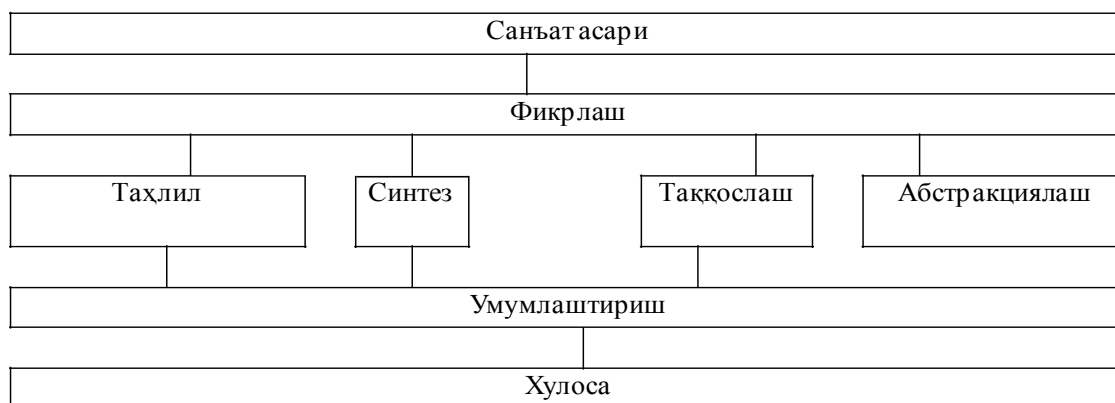 Санъат асари
Фикрлаш
Таҳлил
Синтез
Таққослаш
Абстракциялаш
Умумлаштириш
Хулоса